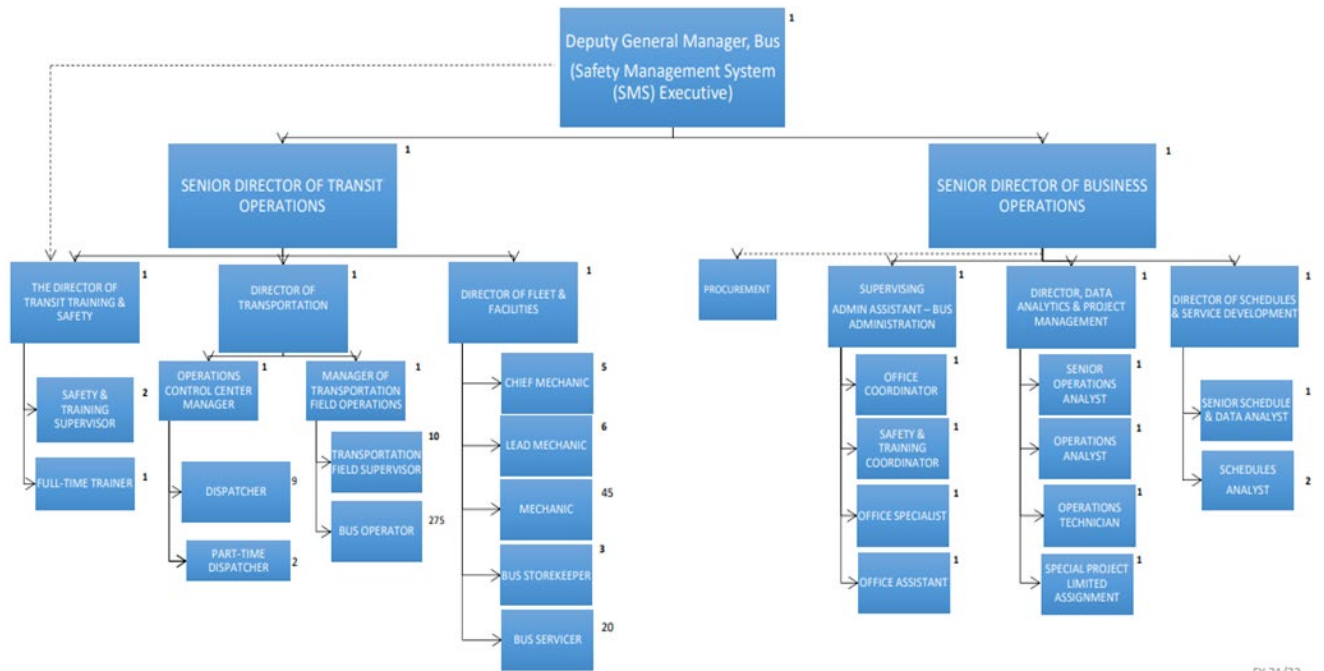 1
Deputy General Manager, Bus
(Safety Management System
(SMS) Executive)
1
SENIOR DIRECTOR OF TRANSIT
OPERATIONS
1
SENIOR DIRECTOR OF BUSINESS
OPERATIONS
1
THE DIRECTOR OF
TRANSIT TRAINING &
SAFETY
1
DIRECTOR OF
TRANSPORTATION
1
DIRECTOR OF FLEET &
FACILITIES
PROCUREMENT
1
SUPERVISING
ADMIN ASSISTANT – BUS
ADMINISTRATION
1
DIRECTOR, DATA
ANALYTICS & PROJECT
MANAGEMENT
1
DIRECTOR OF SCHEDULES
& SERVICE DEVELOPMENT
2
SAFETY &
TRAINING
SUPERVISOR
1
FULL-TIME TRAINER
1
OPERATIONS
CONTROL CENTER
MANAGER
9
DISPATCHER
2
PART-TIME
DISPATCHER
1
MANAGER OF
TRANSPORTATION
FIELD OPERATIONS
10
TRANSPORTATION
FIELD SUPERVISOR
275
BUS OPERATOR
5
CHIEF MECHANIC
6
LEAD MECHANIC
45
MECHANIC
3
BUS STOREKEEPER
20
BUS SERVICER
1
OFFICE
COORDINATOR
1
SAFETY &
TRAINING
COORDINATOR
1
OFFICE SPECIALIST
1
OFFICE ASSISTANT
1
SENIOR
OPERATIONS
ANALYST
1
OPERATIONS
ANALYST
1
OPERATIONS
TECHNICIAN
1
SPECIAL PROJECT
LIMITED
ASSIGNMENT
1
SENIOR SCHEDULE
& DATA ANALYST
2
SCHEDULES
ANALYST